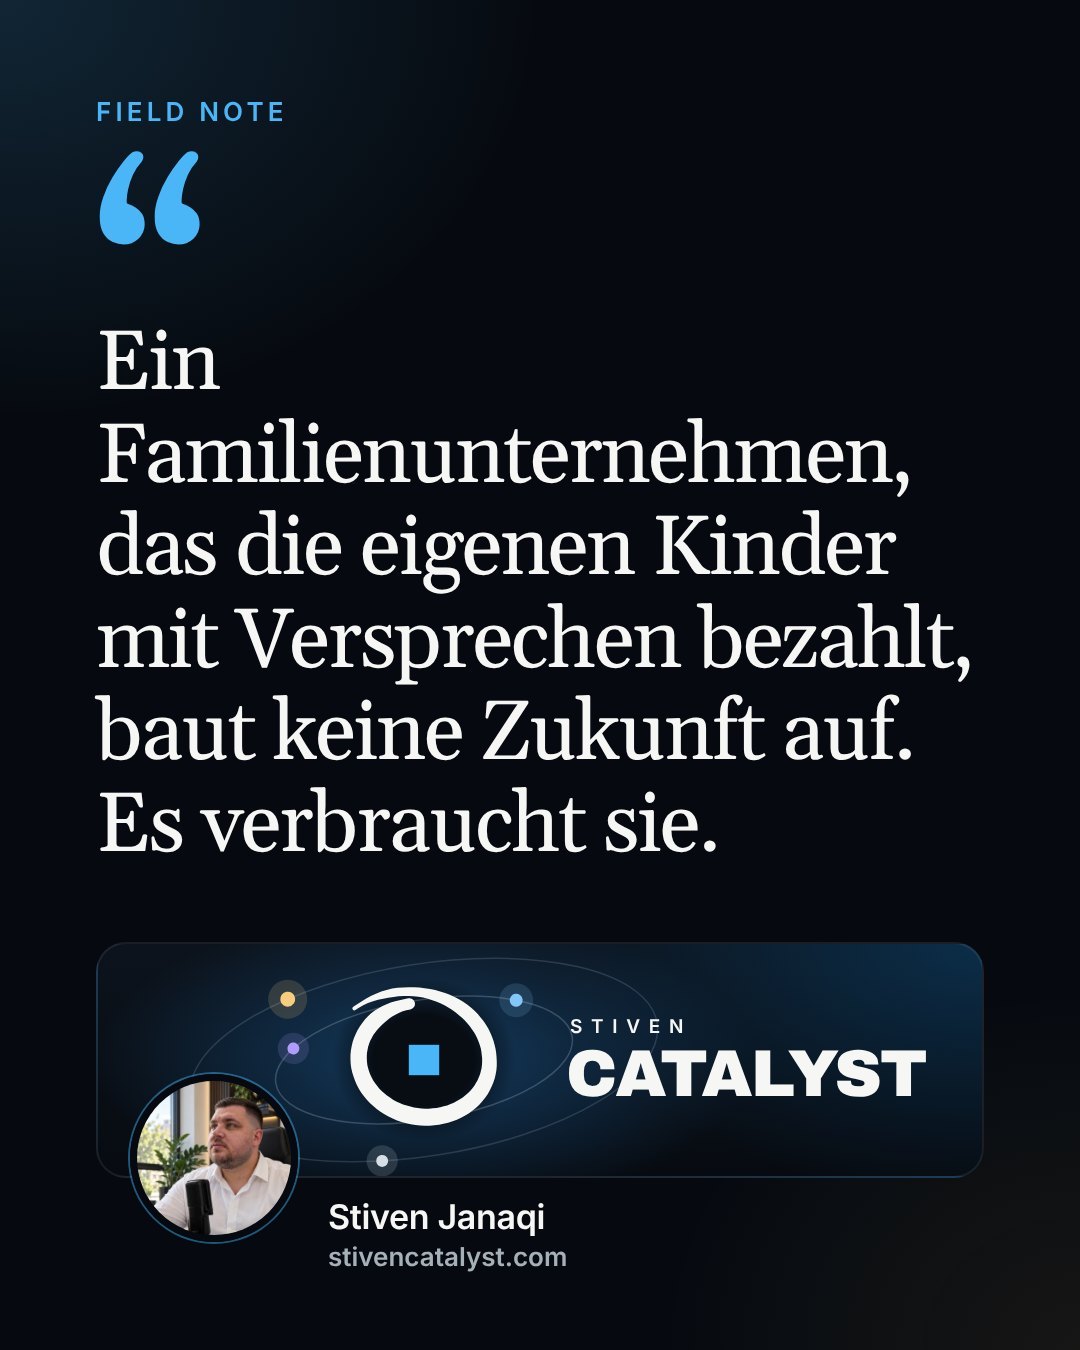 FIELD NOTE
“
Ein
Familienunternehmen,
das die eigenen Kinder
mit Versprechen bezahlt,
baut keine Zukunft auf.
Es verbraucht sie.
STIVEN
CATALYST
Stiven Janaqi
stivencatalyst.com